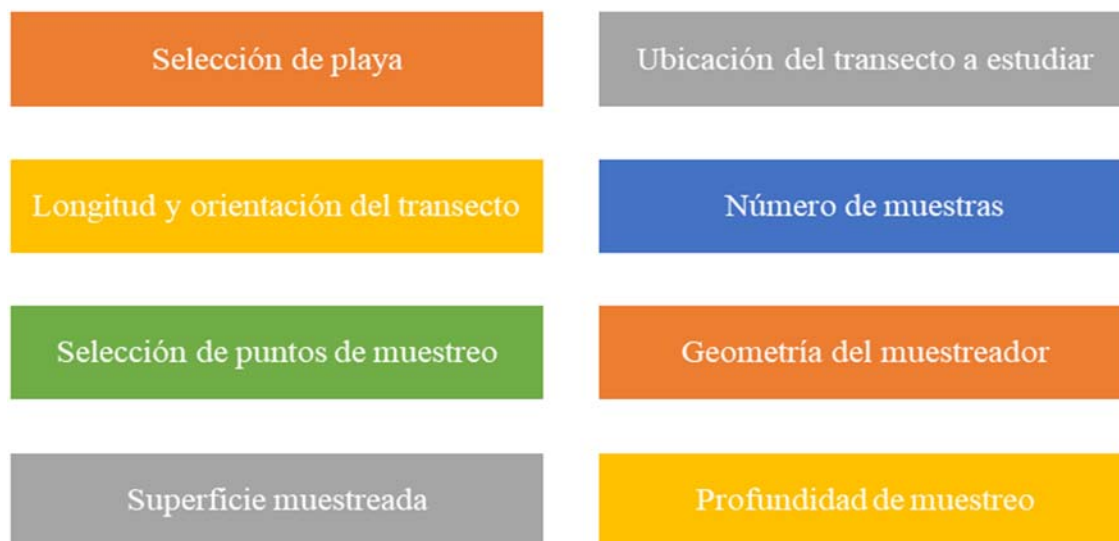 Selección de playa
Ubicación del transecto a estudiar
Longitud y orientación del transecto
Número de muestras
Selección de puntos de muestreo
Geometría del muestreador
Superficie muestreada
Profundidad de muestreo